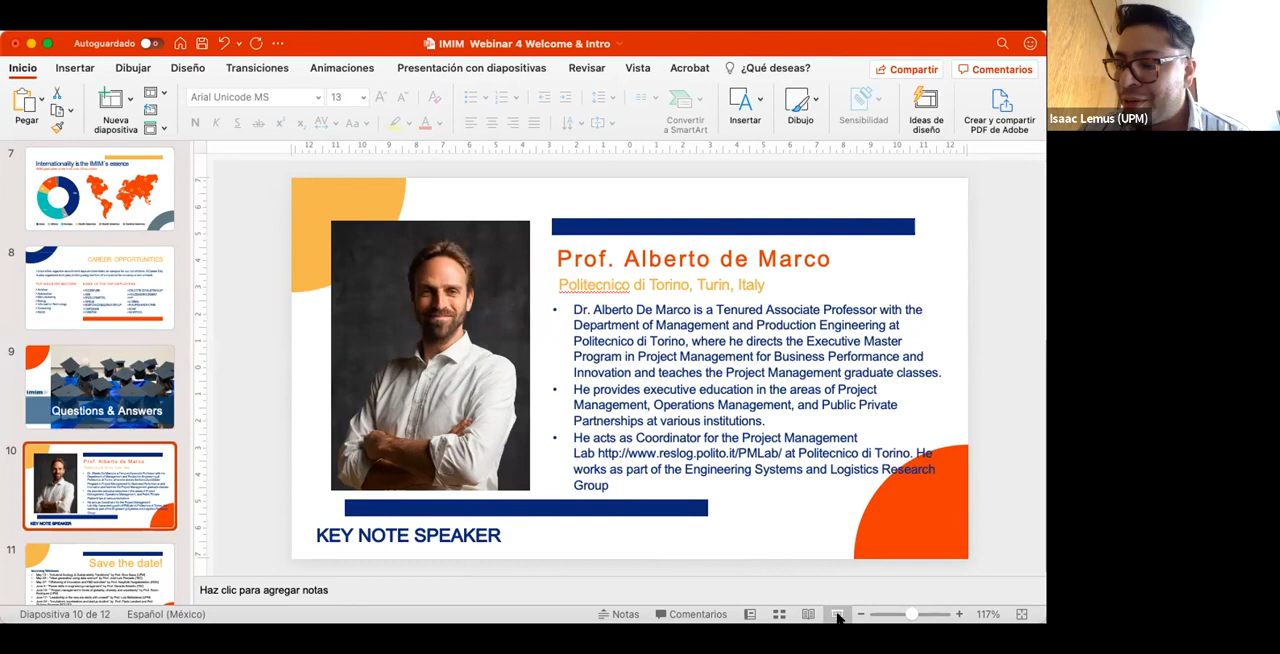 Autoguardado
IMIM Webinar 4 Welcome & Intro
Inicio Insertar Dibujar Diseño Transiciones Animaciones Presentación con diapositivas Revisar Vista Acrobat ¿Qué deseas? Compartir Comentarios
Arial Unicode MS 13
Pegar
Nueva
diapositiva
Convertir
a SmartArt
Insertar
Dibujo
Sensibilidad
Ideas de
diseño
Crear y compartir
PDF de Adobe
Isaac Lemus (UPM)
7
Internationality is the IMIM's essence
8
CAREER OPPORTUNITIES
9
Questions & Answers
10
Prof. Alberto de Marco
KEY NOTE SPEAKER
11
Save the date!
Prof. Alberto de Marco
Politecnico di Torino, Turin, Italy
• Dr. Alberto De Marco is a Tenured Associate Professor with the
Department of Management and Production Engineering at
Politecnico di Torino, where he directs the Executive Master
Program in Project Management for Business Performance and
Innovation and teaches the Project Management graduate classes.
• He provides executive education in the areas of Project
Management, Operations Management, and Public Private
Partnerships at various institutions.
• He acts as Coordinator for the Project Management
Lab http://www.reslog.polito.it/PMLab/ at Politecnico di Torino. He
works as part of the Engineering Systems and Logistics Research
Group
KEY NOTE SPEAKER
Haz clic para agregar notas
Diapositiva 10 de 12 Español (México) Notas Comentarios 117%